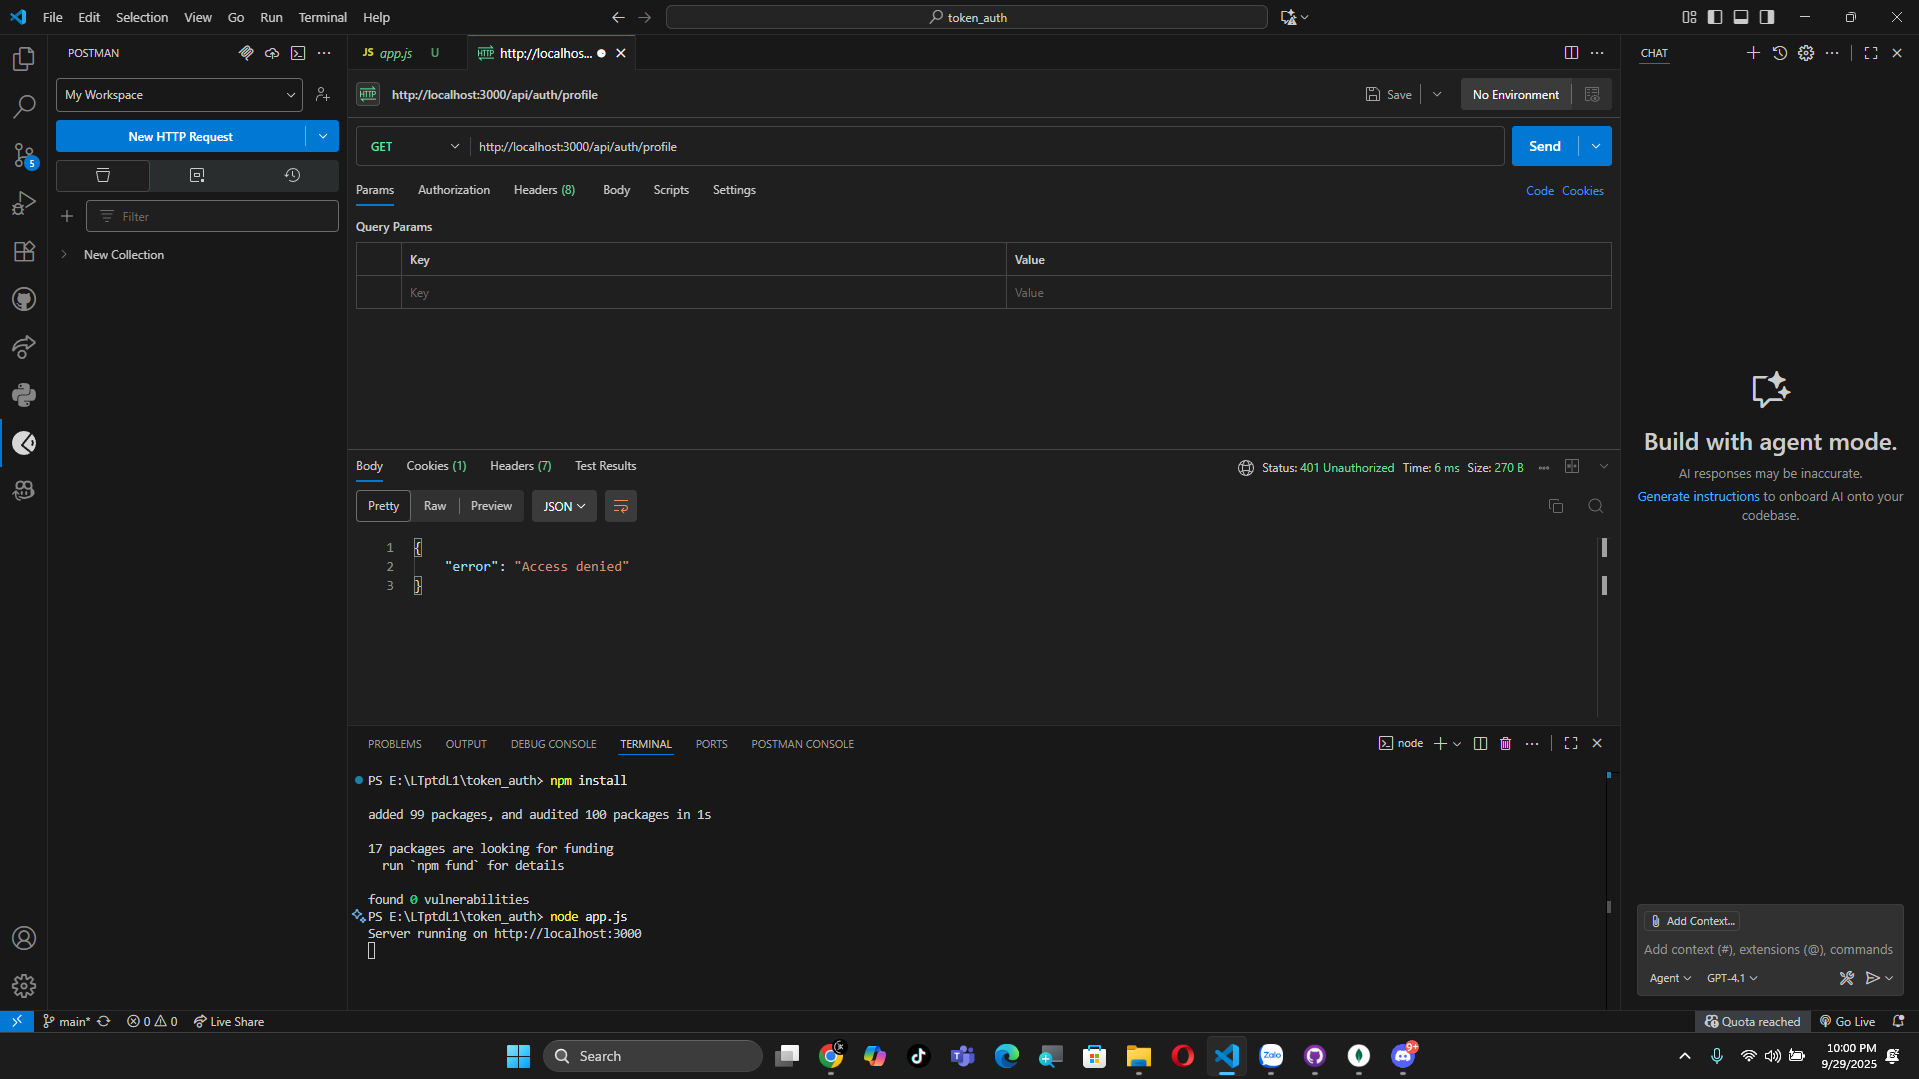 File Edit Selection View Go Run Terminal Help
token_auth
POSTMAN
My Workspace
New HTTP Request
Filter
New Collection
JS app.js U
HTTP http://localhos...
HTTP http://localhost:3000/api/auth/profile
Save
No Environment
GET http://localhost:3000/api/auth/profile
Send
Params Authorization Headers (8) Body Scripts Settings
Code Cookies
Query Params
Key Value
Key Value
Body Cookies (1) Headers (7) Test Results
Status: 401 Unauthorized Time: 6 ms Size: 270 B
Pretty Raw Preview JSON
1 {
2 "error": "Access denied"
3 }
PROBLEMS OUTPUT DEBUG CONSOLE TERMINAL PORTS POSTMAN CONSOLE
node
PS E:\LTptdL1\token_auth> npm install
added 99 packages, and audited 100 packages in 1s
17 packages are looking for funding
run `npm fund` for details
found 0 vulnerabilities
PS E:\LTptdL1\token_auth> node app.js
Server running on http://localhost:3000
CHAT
Build with agent mode.
AI responses may be inaccurate.
Generate instructions to onboard AI onto your
codebase.
Add Context...
Add context (#), extensions (@), commands
Agent GPT-4.1
5
main* 0 0 Live Share
Quota reached Go Live
Search
Zalo
9+
10:00 PM
9/29/2025